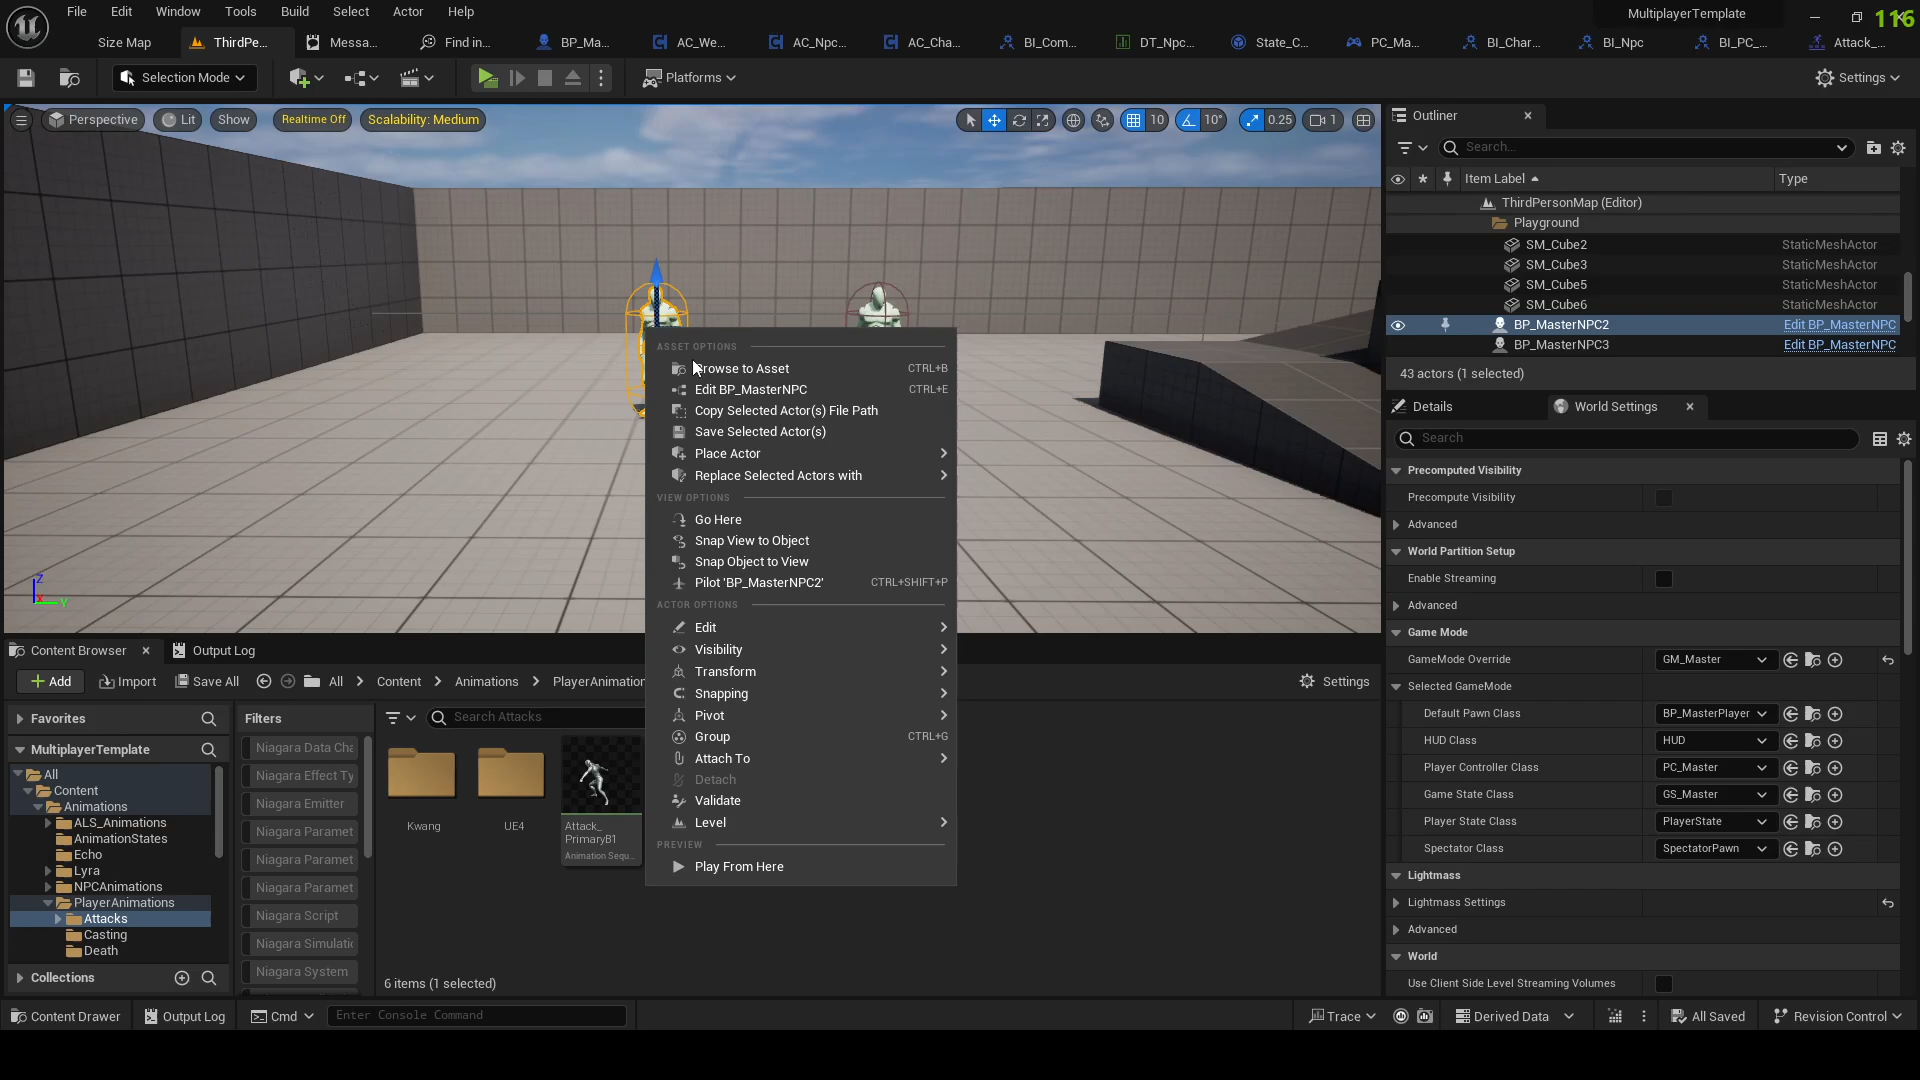 File Edit Window Tools Build Select Actor Help
MultiplayerTemplate
116
Size Map ThirdPe... Messa... Find in... BP_Ma... AC_We... AC_Npc... AC_Cha... BI_Com... DT_Npc... State_C... PC_Ma... BI_Char... BI_Npc BI_PC_... Attack_...
Selection Mode
Platforms
Settings
Perspective Lit Show Realtime Off Scalability: Medium
10 10° 0.25 1
Z
X
Y
Outliner
Search...
Item Label Type
ThirdPersonMap (Editor)
Playground
SM_Cube2 StaticMeshActor
SM_Cube3 StaticMeshActor
SM_Cube5 StaticMeshActor
SM_Cube6 StaticMeshActor
BP_MasterNPC2 Edit BP_MasterNPC
BP_MasterNPC3 Edit BP_MasterNPC
43 actors (1 selected)
Details World Settings
Search
Precomputed Visibility
Precompute Visibility
Advanced
World Partition Setup
Enable Streaming
Advanced
Game Mode
GameMode Override GM_Master
Selected GameMode
Default Pawn Class BP_MasterPlayer
HUD Class HUD
Player Controller Class PC_Master
Game State Class GS_Master
Player State Class PlayerState
Spectator Class SpectatorPawn
Lightmass
Lightmass Settings
Advanced
World
Use Client Side Level Streaming Volumes
ASSET OPTIONS
Browse to Asset CTRL+B
Edit BP_MasterNPC CTRL+E
Copy Selected Actor(s) File Path
Save Selected Actor(s)
Place Actor
Replace Selected Actors with
VIEW OPTIONS
Go Here
Snap View to Object
Snap Object to View
Pilot 'BP_MasterNPC2' CTRL+SHIFT+P
ACTOR OPTIONS
Edit
Visibility
Transform
Snapping
Pivot
Group CTRL+G
Attach To
Detach
Validate
Level
PREVIEW
Play From Here
Content Browser Output Log
Add Import Save All All Content Animations PlayerAnimation
Settings
Favorites
MultiplayerTemplate
All
Content
Animations
ALS_Animations
AnimationStates
Echo
Lyra
NPCAnimations
PlayerAnimations
Attacks
Casting
Death
Collections
Filters
Niagara Data Cha
Niagara Effect Ty
Niagara Emitter
Niagara Paramet
Niagara Paramet
Niagara Paramet
Niagara Script
Niagara Simulati
Niagara System
Search Attacks
Kwang
UE4
Attack_
PrimaryB1
Animation Sequ...
6 items (1 selected)
Content Drawer Output Log Cmd Enter Console Command
Trace Derived Data All Saved Revision Control